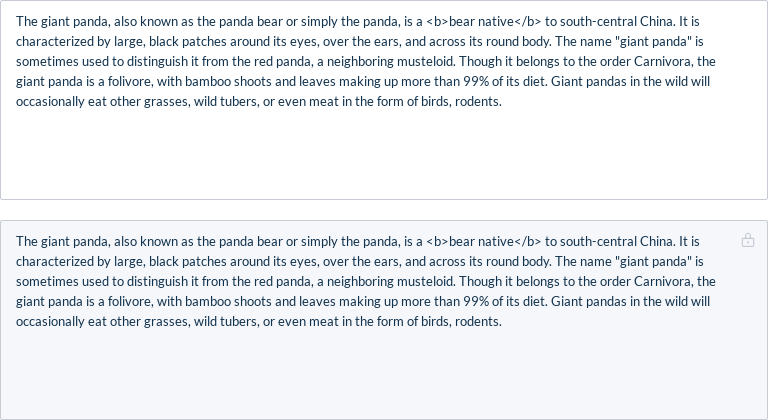 The giant panda, also known as the panda bear or simply the panda, is a <b>bear native</b> to south-central China. It is
characterized by large, black patches around its eyes, over the ears, and across its round body. The name "giant panda" is
sometimes used to distinguish it from the red panda, a neighboring musteloid. Though it belongs to the order Carnivora, the
giant panda is a folivore, with bamboo shoots and leaves making up more than 99% of its diet. Giant pandas in the wild will
occasionally eat other grasses, wild tubers, or even meat in the form of birds, rodents.
The giant panda, also known as the panda bear or simply the panda, is a <b>bear native</b> to south-central China. It is
characterized by large, black patches around its eyes, over the ears, and across its round body. The name "giant panda" is
sometimes used to distinguish it from the red panda, a neighboring musteloid. Though it belongs to the order Carnivora, the
giant panda is a folivore, with bamboo shoots and leaves making up more than 99% of its diet. Giant pandas in the wild will
occasionally eat other grasses, wild tubers, or even meat in the form of birds, rodents.